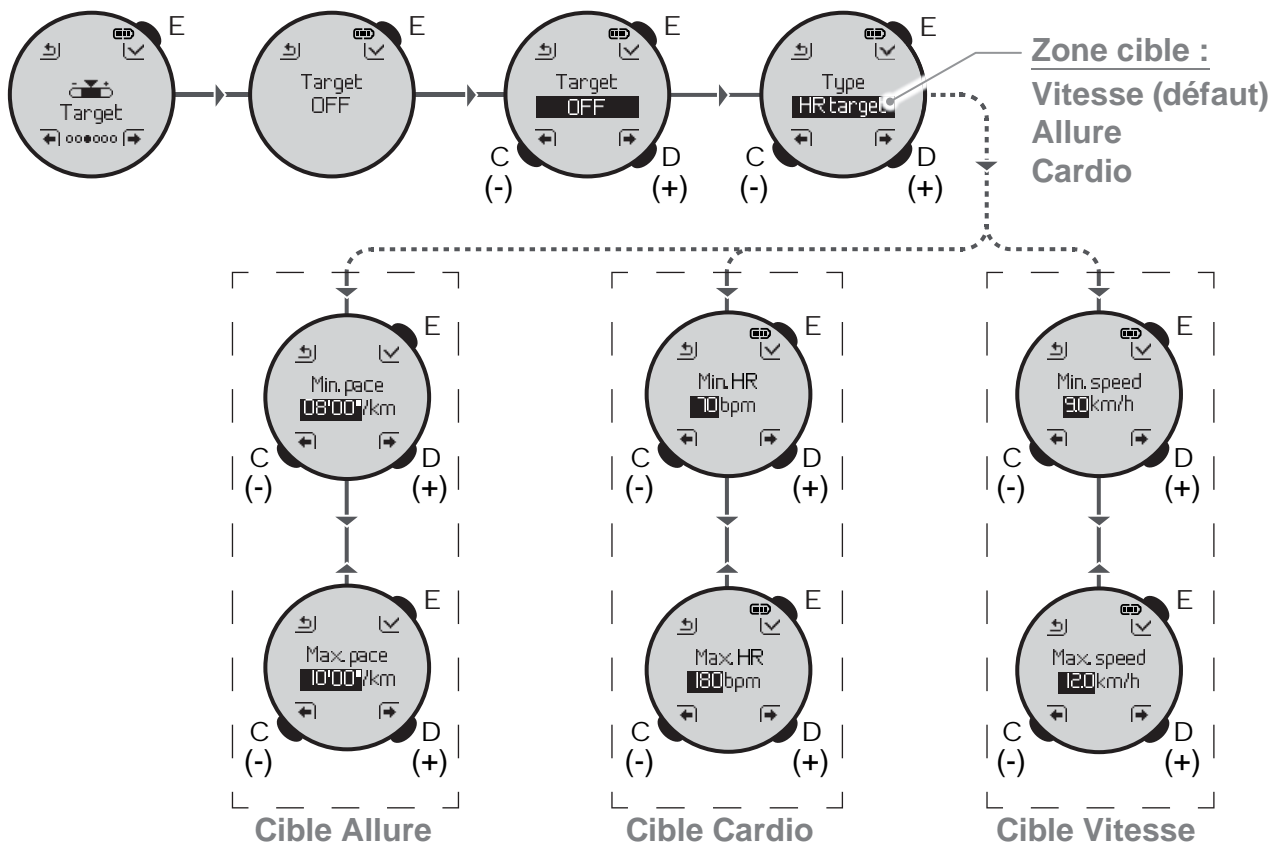 E
Target
E
Target
OFF
E
Target
OFF
C
(-)
D
(+)
E
Type
HR target
C
(-)
D
(+)
Zone cible :
Vitesse (défaut)
Allure
Cardio
E
Min. pace
08'00"/km
C
(-)
D
(+)
E
Max. pace
10'00"/km
C
(-)
D
(+)
Cible Allure
E
Min. HR
70bpm
C
(-)
D
(+)
E
Max. HR
180bpm
C
(-)
D
(+)
Cible Cardio
E
Min. speed
9.0km/h
C
(-)
D
(+)
E
Max. speed
12.0km/h
C
(-)
D
(+)
Cible Vitesse